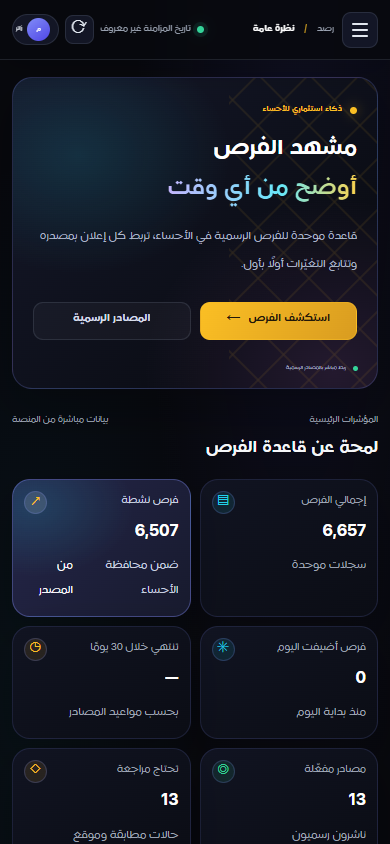 رصد / نظرة عامة
تاريخ المزامنة غير معروف
م
ذكاء استثماري للأحساء
مشهد الفرص
أوضح من أي وقت
قاعدة موحدة للفرص الرسمية في الأحساء، تربط كل إعلان بمصدره
وتتابع التغيّرات أولًا بأول.
استكشف الفرص ←
المصادر الرسمية
ربط مباشر بالمصادر الرسمية
المؤشرات الرئيسية
بيانات مباشرة من المنصة
لمحة عن قاعدة الفرص
إجمالي الفرص
6,657
سجلات موحدة
فرص نشطة
6,507
ضمن محافظة الأحساء
من المصدر
فرص أضيفت اليوم
0
منذ بداية اليوم
تنتهي خلال 30 يومًا
—
بحسب مواعيد المصادر
مصادر مفعّلة
13
ناشرون رسميون
تحتاج مراجعة
13
حالات مطابقة وموقع